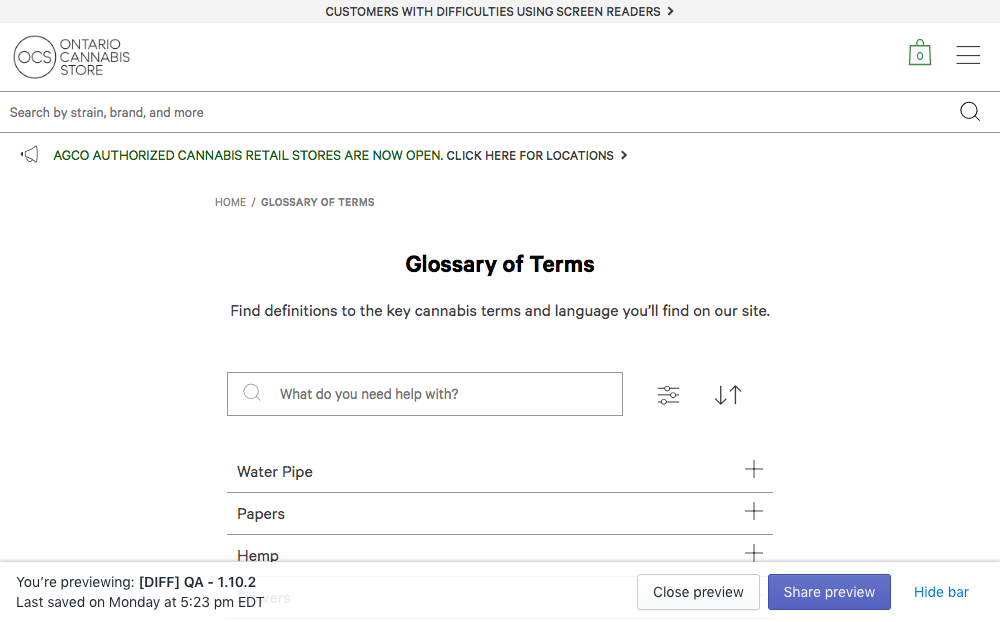 CUSTOMERS WITH DIFFICULTIES USING SCREEN READERS
OCS ONTARIO CANNABIS STORE
0
Search by strain, brand, and more
AGCO AUTHORIZED CANNABIS RETAIL STORES ARE NOW OPEN. CLICK HERE FOR LOCATIONS
HOME / GLOSSARY OF TERMS
Glossary of Terms
Find definitions to the key cannabis terms and language you’ll find on our site.
What do you need help with?
Water Pipe
Papers
Hemp
You’re previewing: [DIFF] QA - 1.10.2
Last saved on Monday at 5:23 pm EDT
Close preview
Share preview
Hide bar